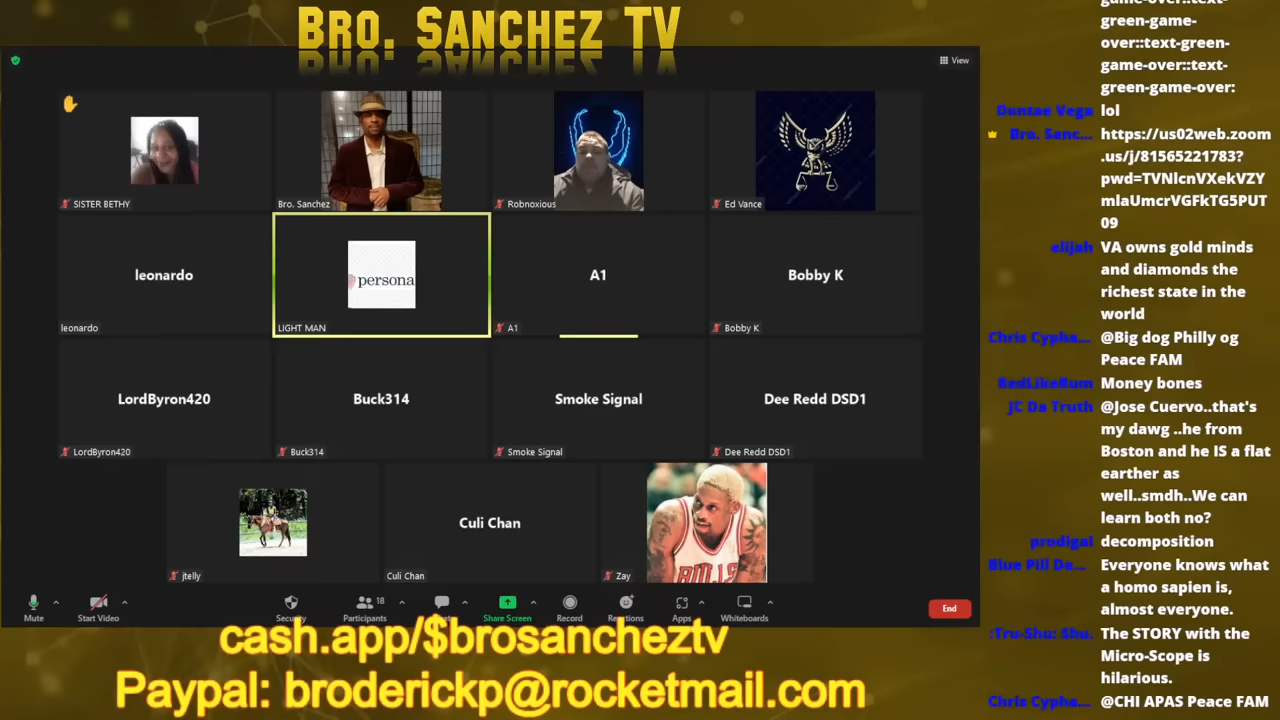 Bro. Sanchez TV
View
SISTER BETHY
Bro. Sanchez
Robnoxious
Ed Vance
leonardo
leonardo
persona
LIGHT MAN
A1
A1
Bobby K
Bobby K
LordByron420
LordByron420
Buck314
Buck314
Smoke Signal
Smoke Signal
Dee Redd DSD1
Dee Redd DSD1
jtelly
Culi Chan
Culi Chan
BULLS
Zay
Mute
Start Video
Security
Participants
18
Share Screen
Record
Reactions
Apps
Whiteboards
End
cash.app/$brosancheztv
Paypal: broderickp@rocketmail.com
game-over::text-
green-game-
over::text-green-
game-over::text-
green-game-over:
Duntae Vega lol
Bro. Sanc... https://us02web.zoom
.us/j/81565221783?
pwd=TVNlcnVXekVZY
mlaUmcrVGFkTG5PUT
09
elijah VA owns gold minds
and diamonds the
richest state in the
world
Chris Cypha... @Big dog Philly og
Peace FAM
BadLikeRum Money bones
JC Da Truth @Jose Cuervo..that's
my dawg ..he from
Boston and he IS a flat
earther as
well..smdh..We can
learn both no?
prodigal decomposition
Blue Pill De... Everyone knows what
a homo sapien is,
almost everyone.
:Tru-Shu: Shu. The STORY with the
Micro-Scope is
hilarious.
Chris Cypha... @CHI APAS Peace FAM